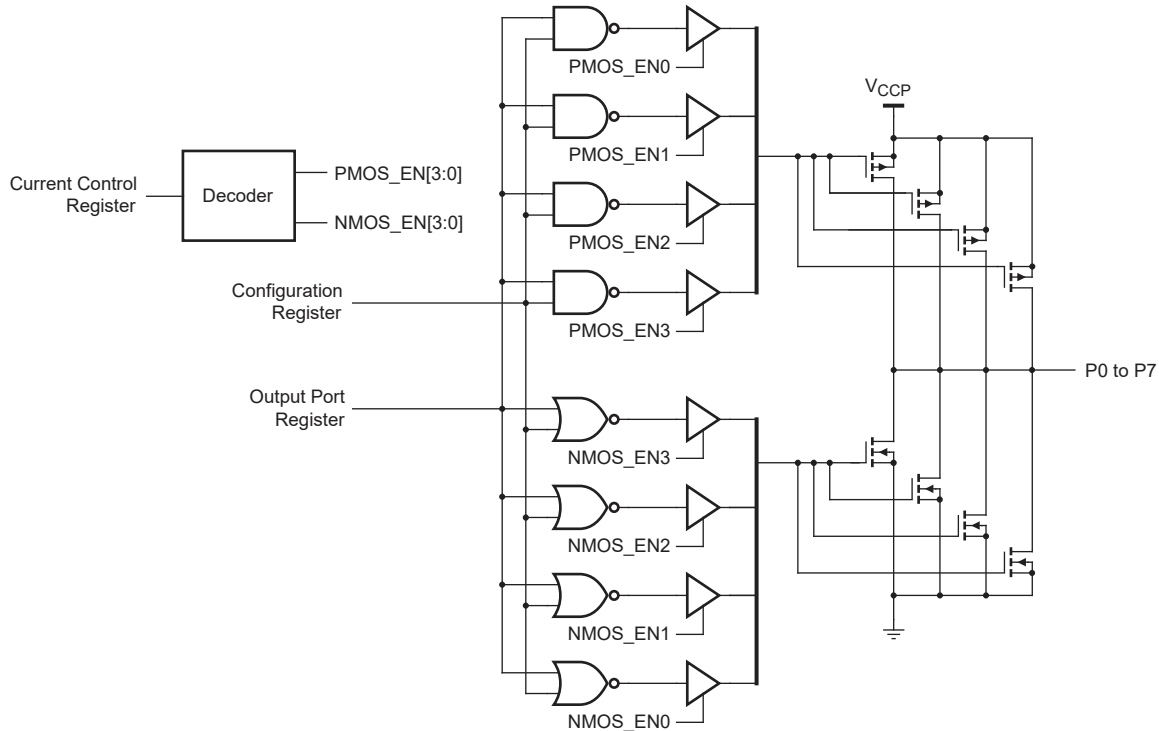 PMOS_EN0
V_CCP
PMOS_EN1
Current Control
Register
Decoder
PMOS_EN[3:0]
NMOS_EN[3:0]
PMOS_EN2
Configuration
Register
PMOS_EN3
P0 to P7
Output Port
Register
NMOS_EN3
NMOS_EN2
NMOS_EN1
NMOS_EN0